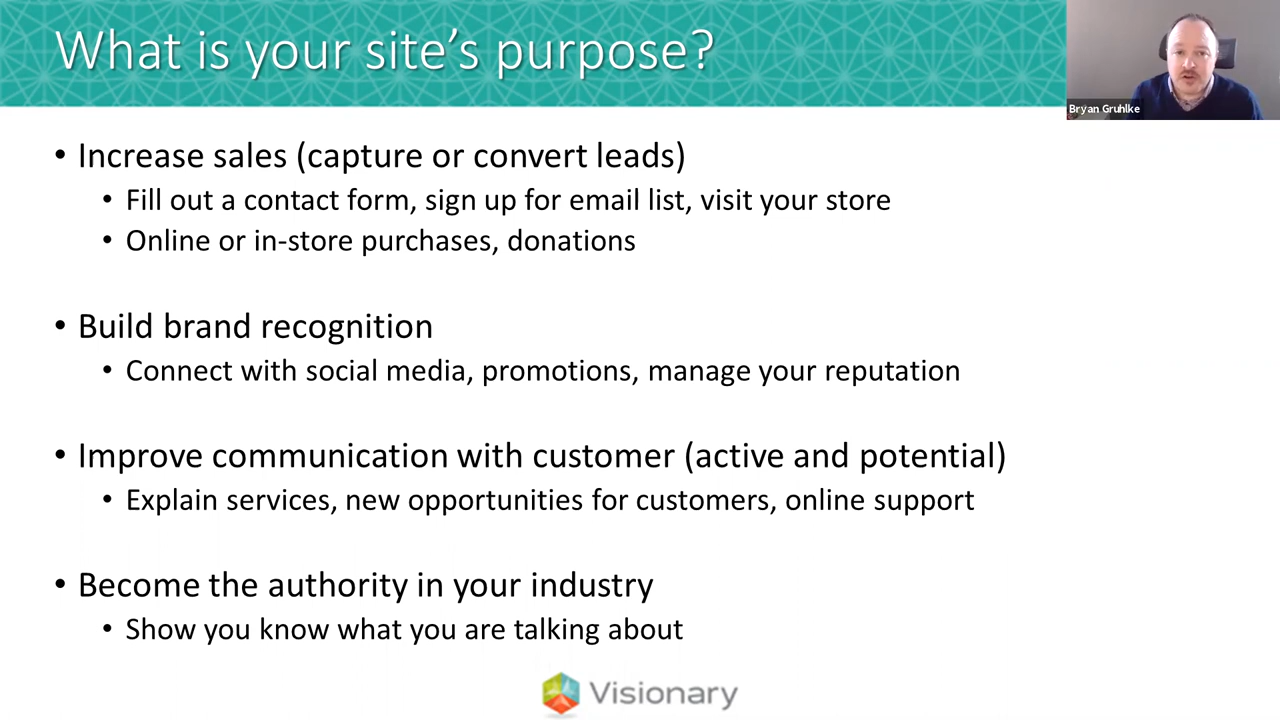 What is your site's purpose?
Bryan Gruhlke
• Increase sales (capture or convert leads)
• Fill out a contact form, sign up for email list, visit your store
• Online or in-store purchases, donations
• Build brand recognition
• Connect with social media, promotions, manage your reputation
• Improve communication with customer (active and potential)
• Explain services, new opportunities for customers, online support
• Become the authority in your industry
• Show you know what you are talking about
Visionary